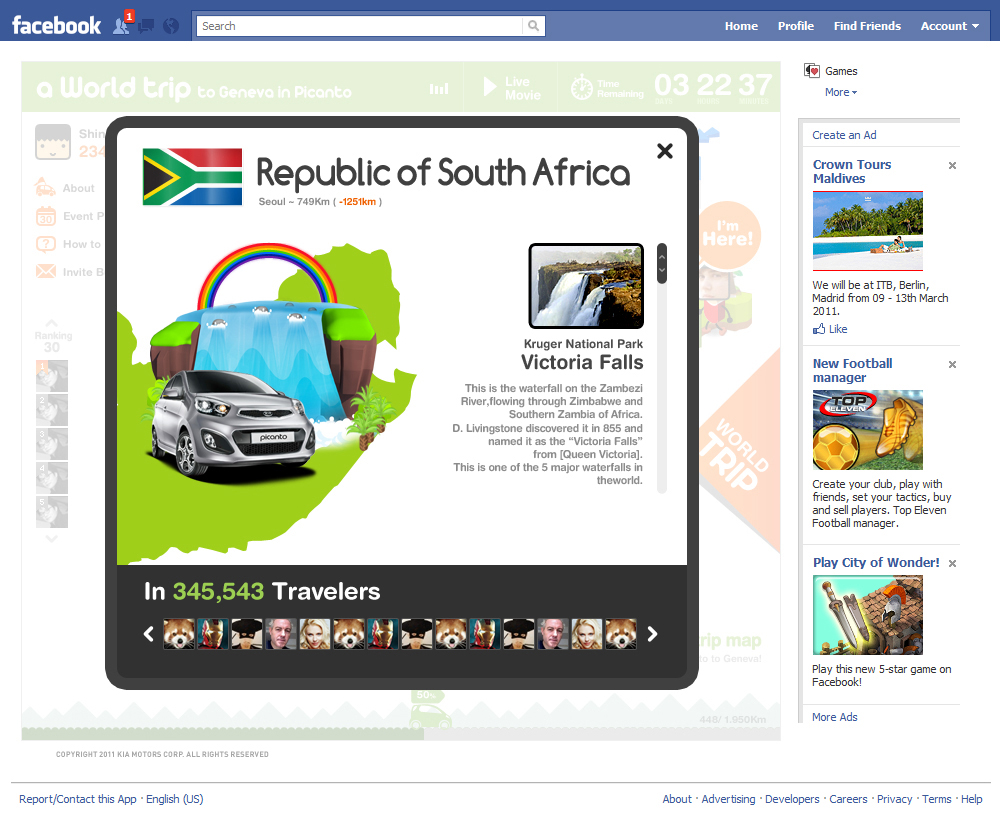 facebook
1
Search
Home
Profile
Find Friends
Account
a World trip to Geneva in Picanto
Live
Movie
Time
Remaining
03 22 37
Shin
234
About
30
Event P
How to
Invite B
Ranking
30
1
2
3
4
5
I'm
Here!
WORLD
TRIP
Republic of South Africa
Seoul ~ 749Km ( -1251km )
picanto
Kruger National Park
Victoria Falls
This is the waterfall on the Zambezi
River,flowing through Zimbabwe and
Southern Zambia of Africa.
D. Livingstone discovered it in 855 and
named it as the “Victoria Falls”
from [Queen Victoria].
This is one of the 5 major waterfalls in
theworld.
In 345,543 Travelers
rip map
to to Geneva!
50%
448/ 1.950Km
COPYRIGHT 2011 KIA MOTORS CORP. ALL RIGHTS RESERVED
Games
More
Create an Ad
Crown Tours
Maldives
We will be at ITB, Berlin,
Madrid from 09 - 13th March
2011.
Like
New Football
manager
TOP
ELEVEN
Create your club, play with
friends, set your tactics, buy
and sell players. Top Eleven
Football manager.
Play City of Wonder!
Play this new 5-star game on
Facebook!
More Ads
Report/Contact this App · English (US)
About · Advertising · Developers · Careers · Privacy · Terms · Help